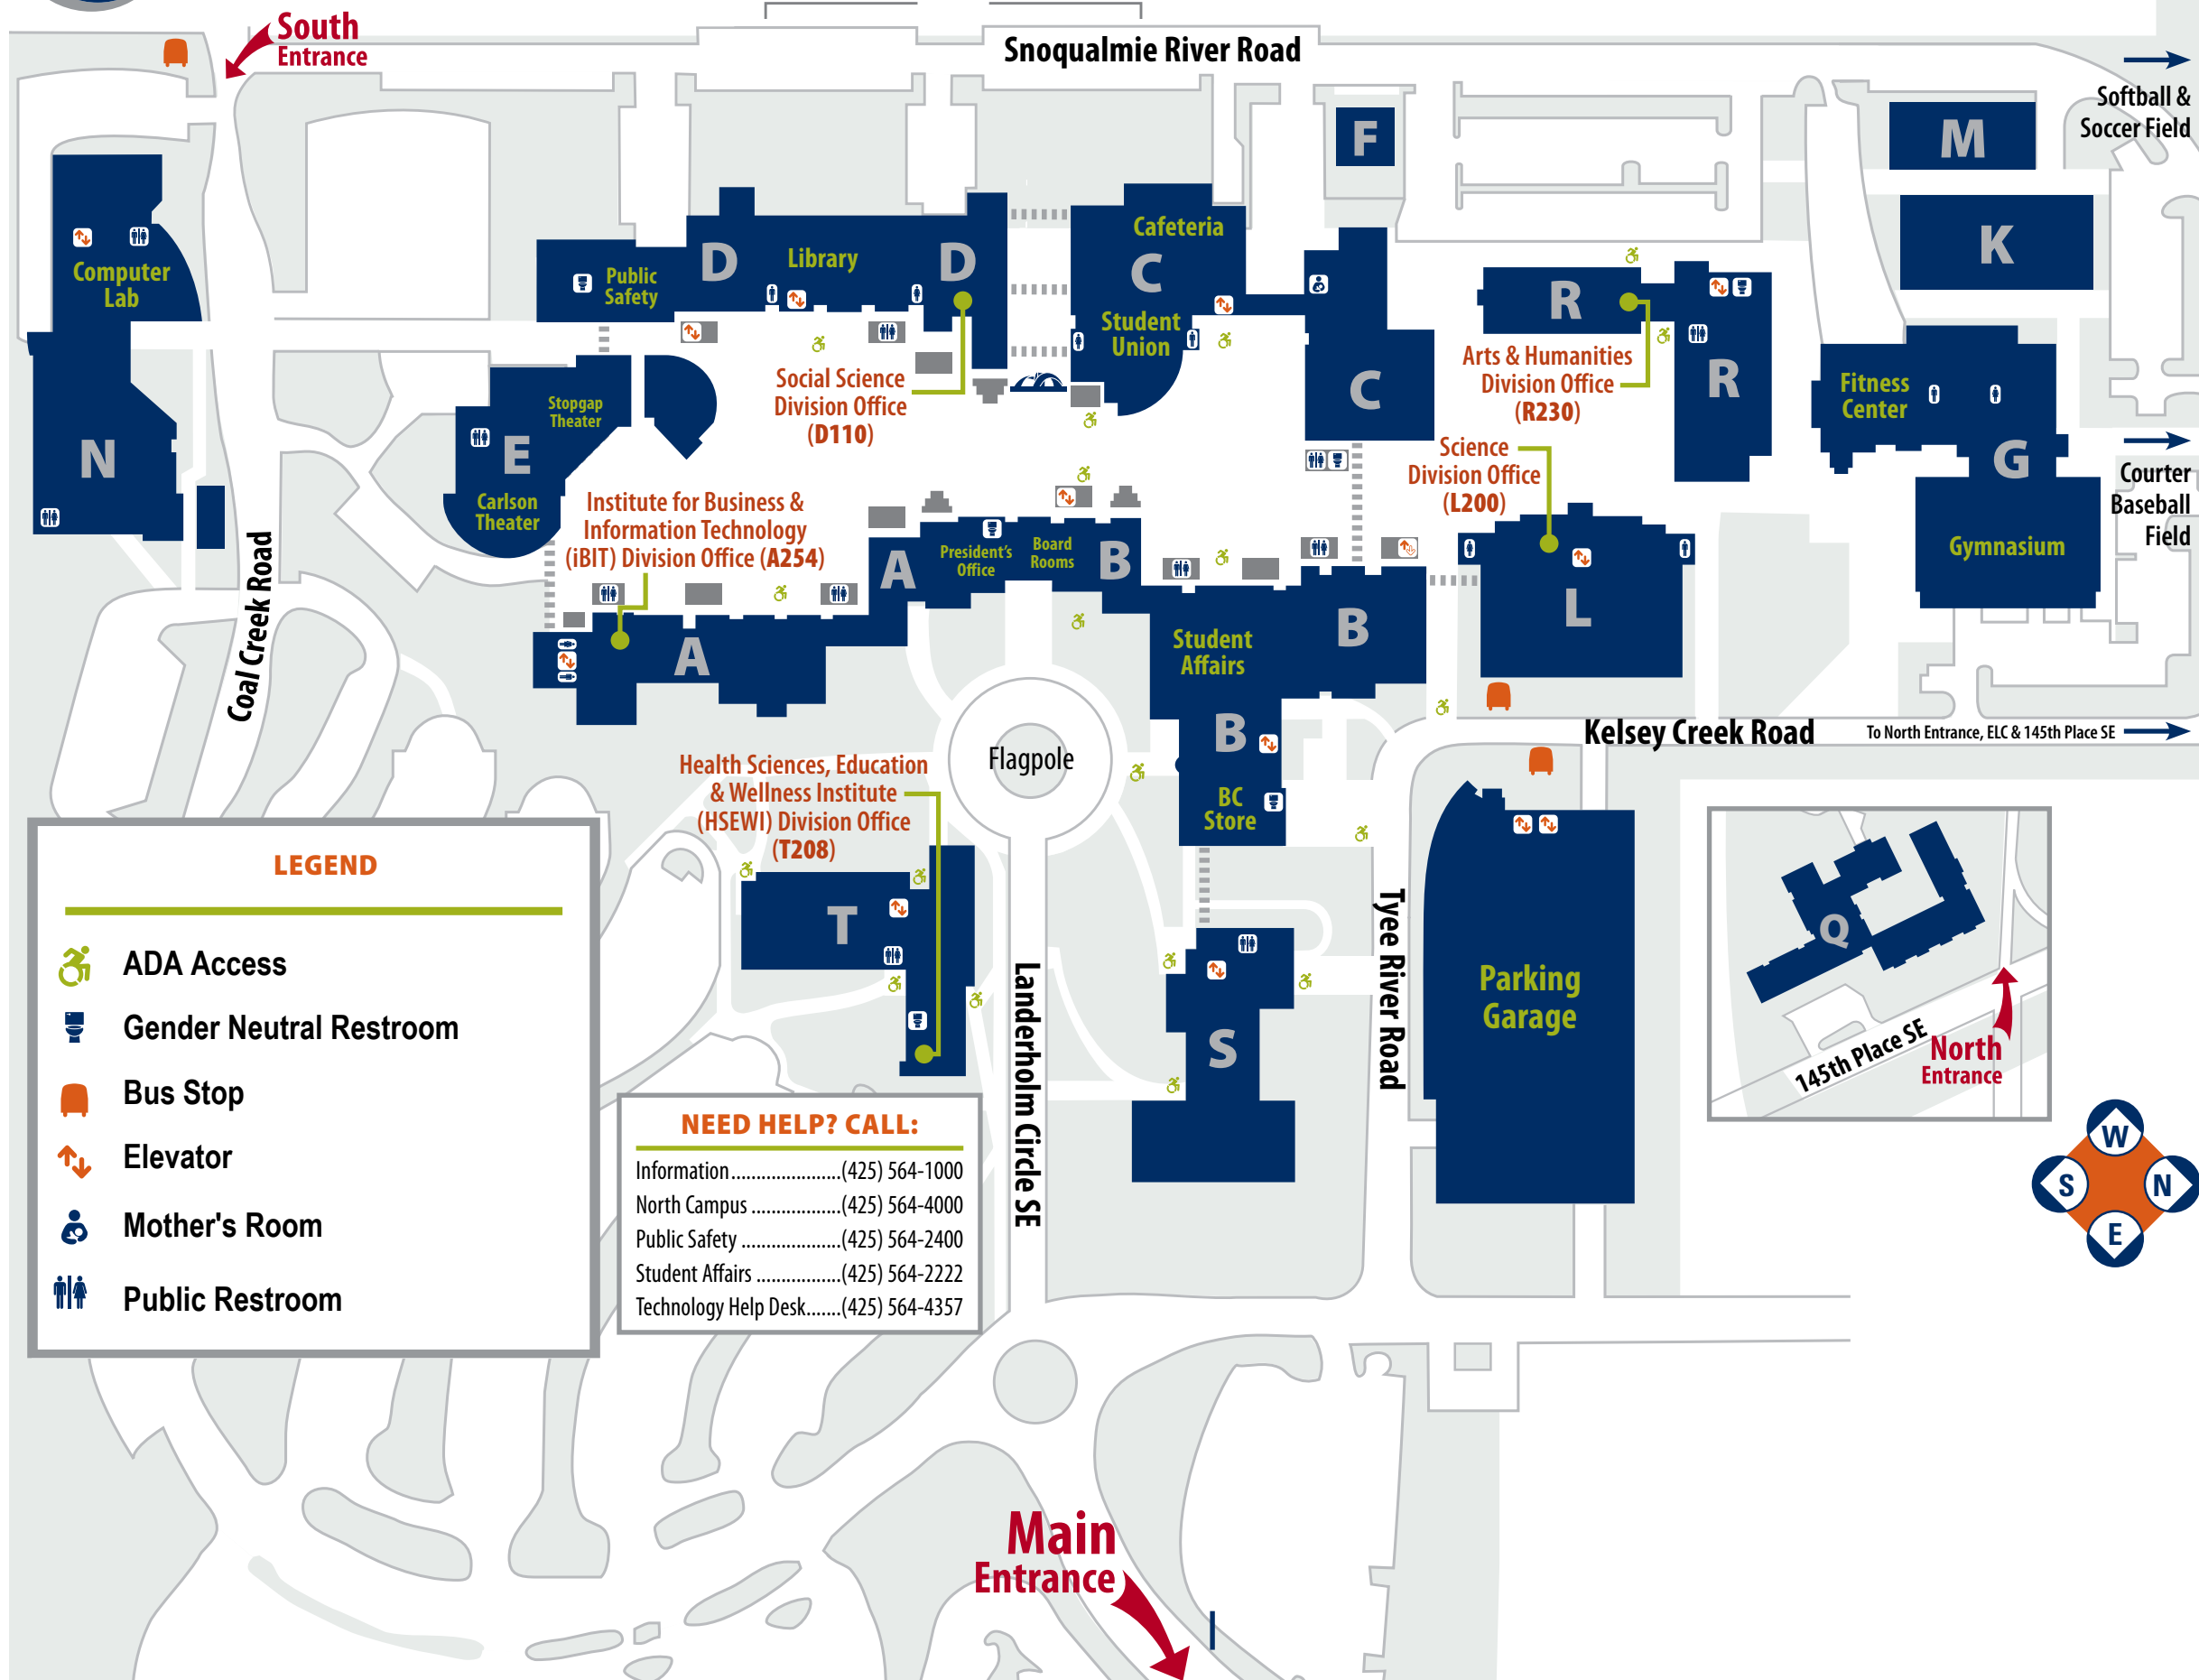 South
Entrance
Snoqualmie River Road
Softball &
Soccer Field
F
M
K
Computer
Lab
N
Public
Safety
D
Library
D
Cafeteria
C
Student
Union
C
R
R
Arts & Humanities
Division Office
(R230)
Fitness
Center
G
Gymnasium
Courter
Baseball
Field
Social Science
Division Office
(D110)
Stopgap
Theater
E
Carlson
Theater
Science
Division Office
(L200)
Institute for Business &
Information Technology
(iBIT) Division Office (A254)
A
President's
Office
Board
Rooms
B
A
Student
Affairs
B
L
Coal Creek Road
B
BC
Store
Flagpole
Kelsey Creek Road
To North Entrance, ELC & 145th Place SE
Health Sciences, Education
& Wellness Institute
(HSEWI) Division Office
(T208)
T
Landerholm Circle SE
S
Tyee River Road
Parking
Garage
Q
145th Place SE
North
Entrance
W
S
N
E
LEGEND
ADA Access
Gender Neutral Restroom
Bus Stop
Elevator
Mother's Room
Public Restroom
NEED HELP? CALL:
Information......................(425) 564-1000
North Campus ..................(425) 564-4000
Public Safety ....................(425) 564-2400
Student Affairs .................(425) 564-2222
Technology Help Desk.......(425) 564-4357
Main
Entrance